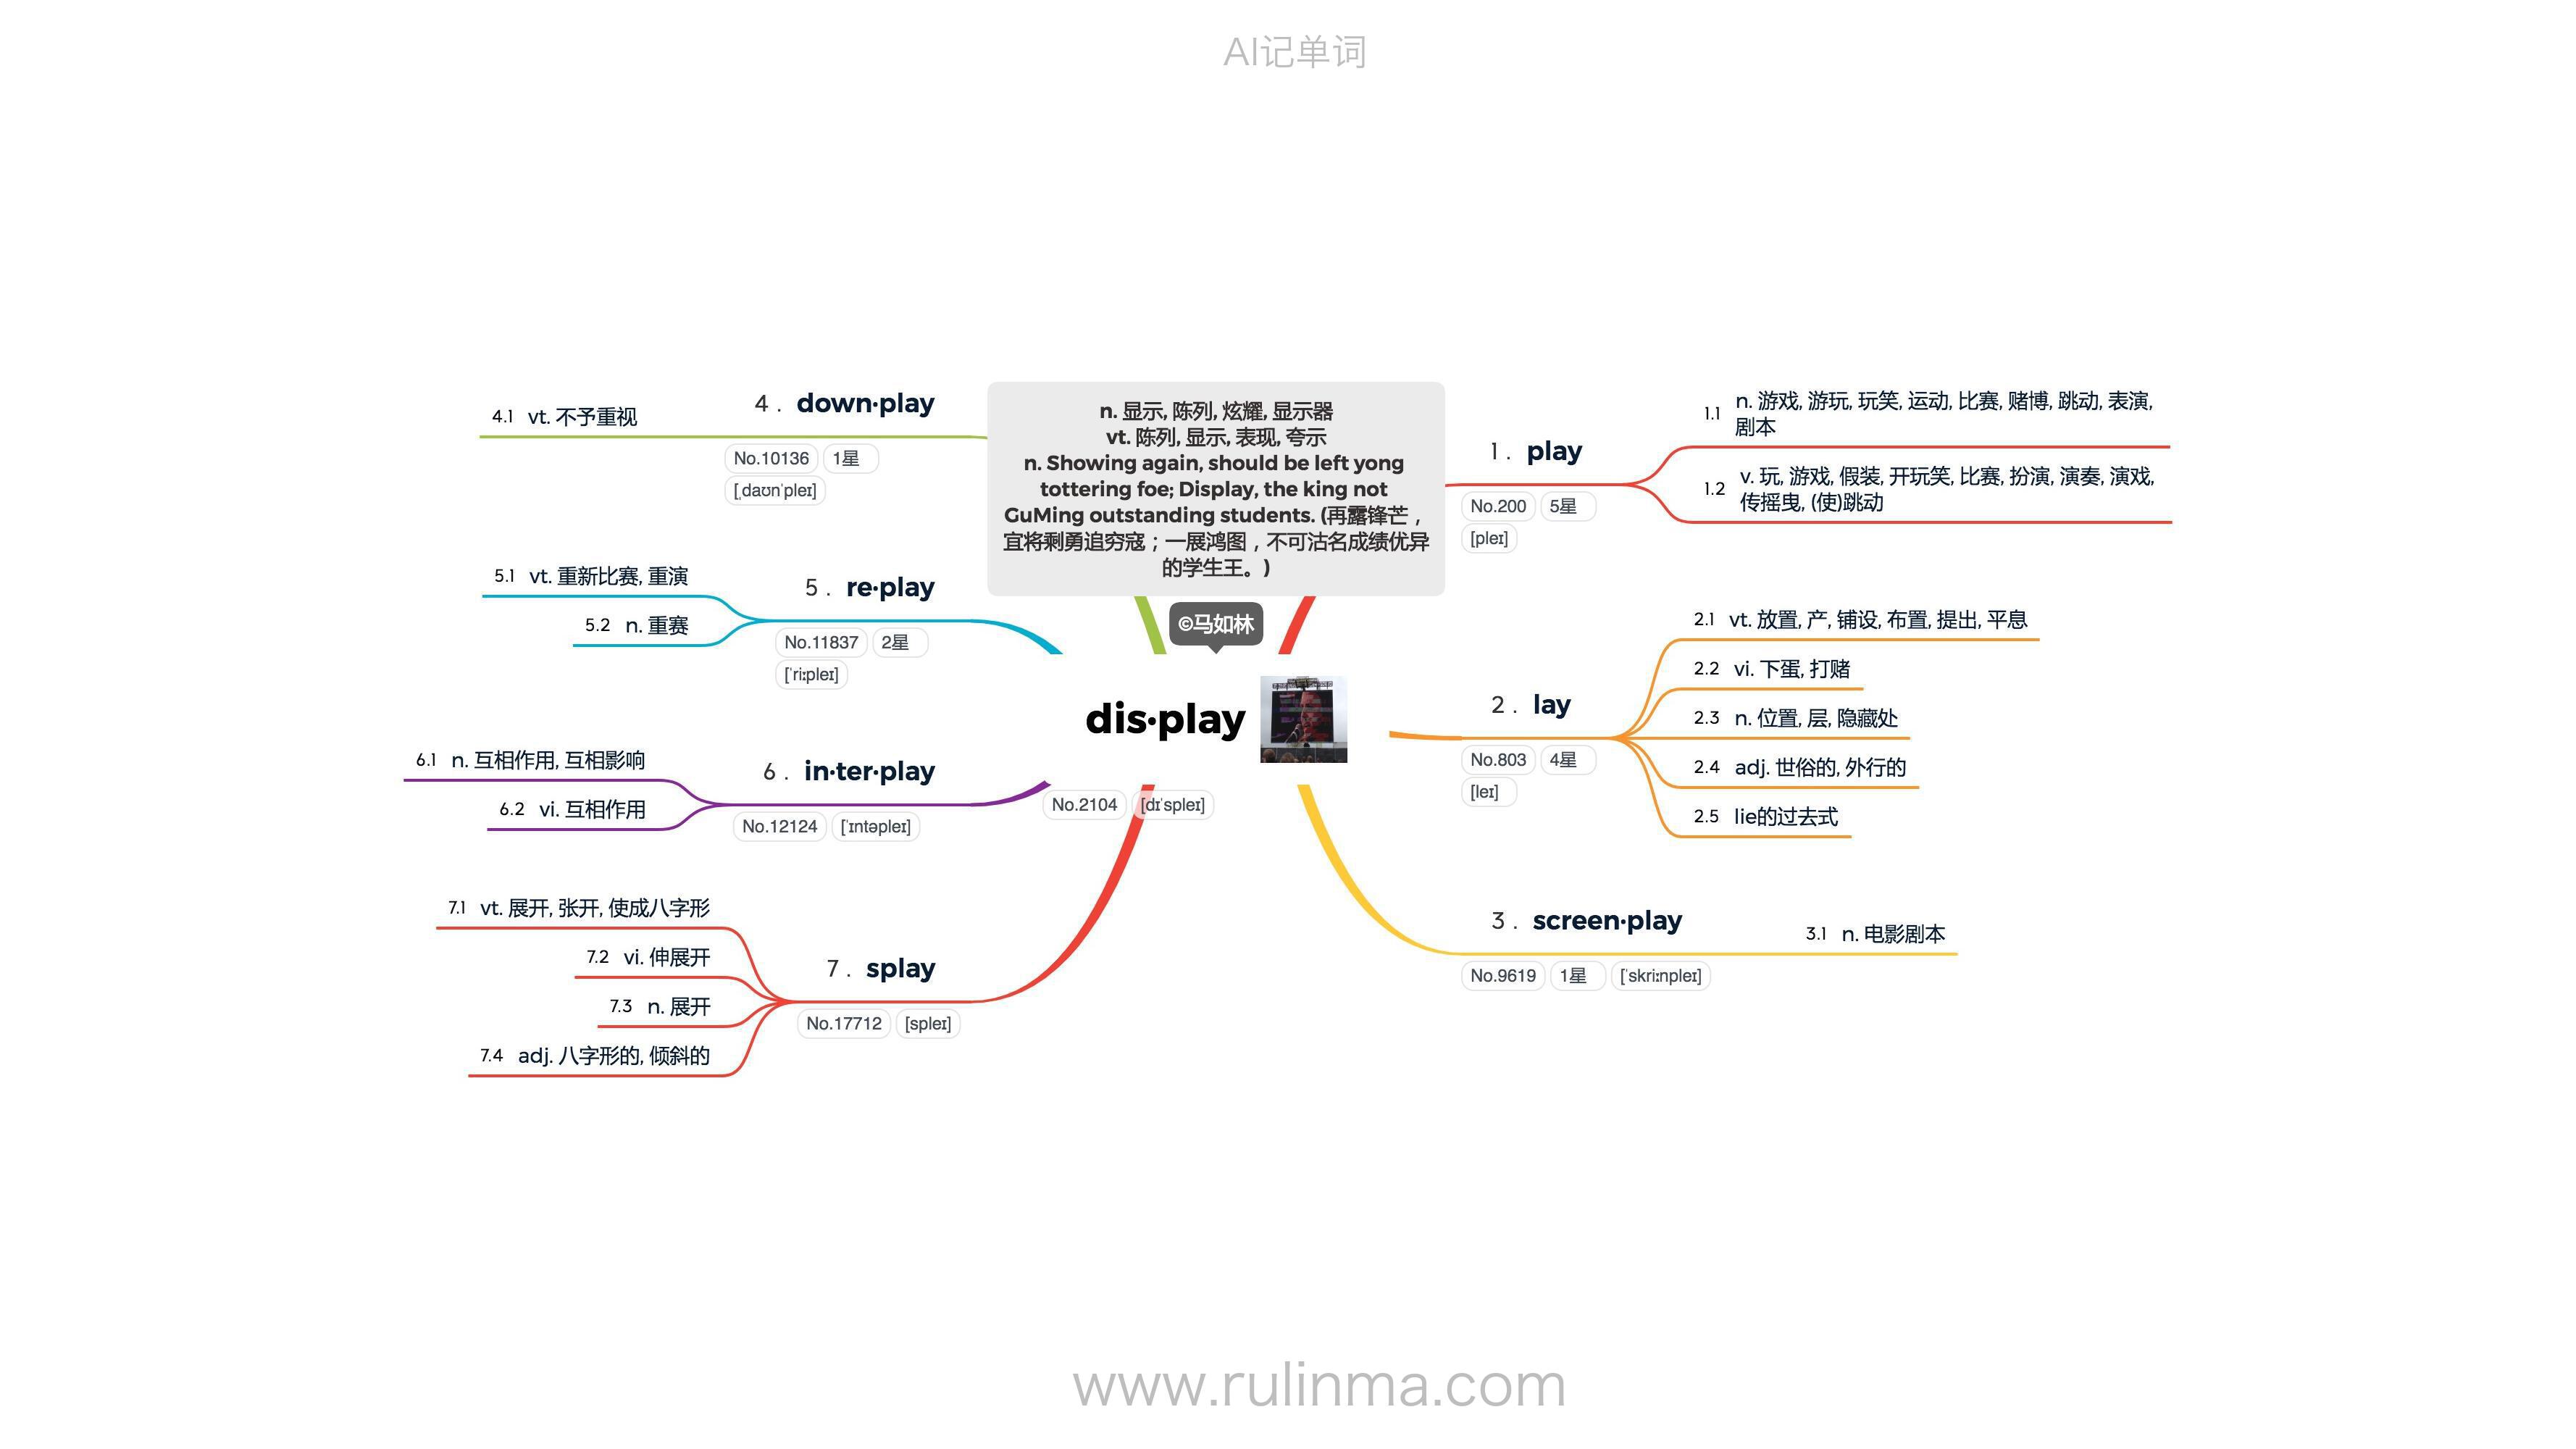 AI记单词
n. 显示, 陈列, 炫耀, 显示器
vt. 陈列, 显示, 表现, 夸示
n. Showing again, should be left yong
tottering foe; Display, the king not
GuMing outstanding students. (再露锋芒，
宜将剩勇追穷寇；一展鸿图，不可沽名成绩优异
的学生王。)
©马如林
dis·play
No.2104 [dɪˈspleɪ]
1. play
No.200 5星
[pleɪ]
1.1 n. 游戏, 游玩, 玩笑, 运动, 比赛, 赌博, 跳动, 表演,
剧本
1.2 v. 玩, 游戏, 假装, 开玩笑, 比赛, 扮演, 演奏, 演戏,
传摇曳, (使)跳动
2. lay
No.803 4星
[leɪ]
2.1 vt. 放置, 产, 铺设, 布置, 提出, 平息
2.2 vi. 下蛋, 打赌
2.3 n. 位置, 层, 隐藏处
2.4 adj. 世俗的, 外行的
2.5 lie的过去式
3. screen·play
No.9619 1星 [ˈskriːnpleɪ]
3.1 n. 电影剧本
4. down·play
No.10136 1星
[ˌdaʊnˈpleɪ]
4.1 vt. 不予重视
5. re·play
No.11837 2星
[ˈriːpleɪ]
5.1 vt. 重新比赛, 重演
5.2 n. 重赛
6. in·ter·play
No.12124 [ˈɪntəpleɪ]
6.1 n. 互相作用, 互相影响
6.2 vi. 互相作用
7. splay
No.17712 [spleɪ]
7.1 vt. 展开, 张开, 使成八字形
7.2 vi. 伸展开
7.3 n. 展开
7.4 adj. 八字形的, 倾斜的
www.rulinma.com